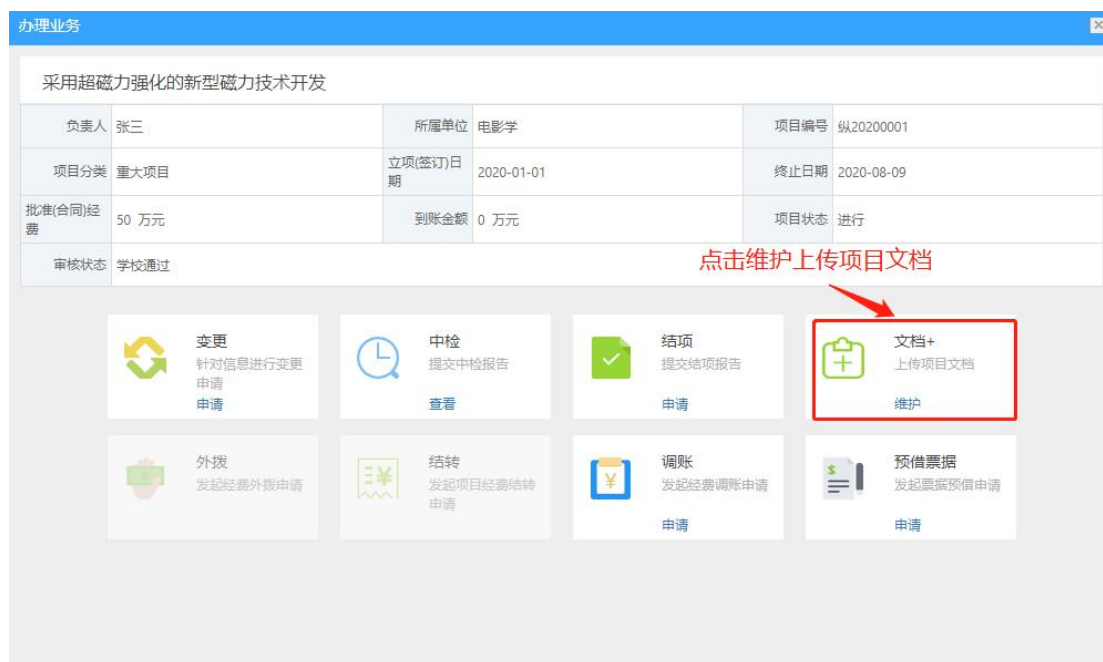 办理业务
采用超磁力强化的新型磁力技术开发
负责人 张三 所属单位 电影学 项目编号 纵20200001
项目分类 重大项目 立项(签订)日期 2020-01-01 终止日期 2020-08-09
批准(合同)经费 50 万元 到账金额 0 万元 项目状态 进行
审核状态 学校通过
点击维护上传项目文档
变更
针对信息进行变更
申请
申请
中检
提交中检报告
查看
结项
提交结项报告
申请
文档+
上传项目文档
维护
外拨
发起经费外拨申请
结转
发起项目经费结转
申请
调账
发起经费调账申请
申请
预借票据
发起票据预借申请
申请